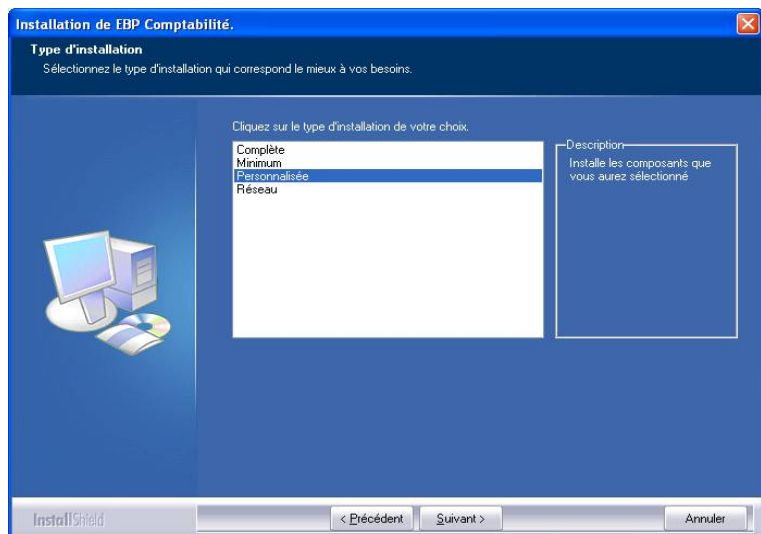 Installation de EBP Comptabilité.
Type d'installation
Sélectionnez le type d'installation qui correspond le mieux à vos besoins.
Cliquez sur le type d'installation de votre choix.
Complète
Minimum
Personnalisée
Réseau
Description
Installe les composants que
vous aurez sélectionné
InstallShield
< Précédent
Suivant >
Annuler